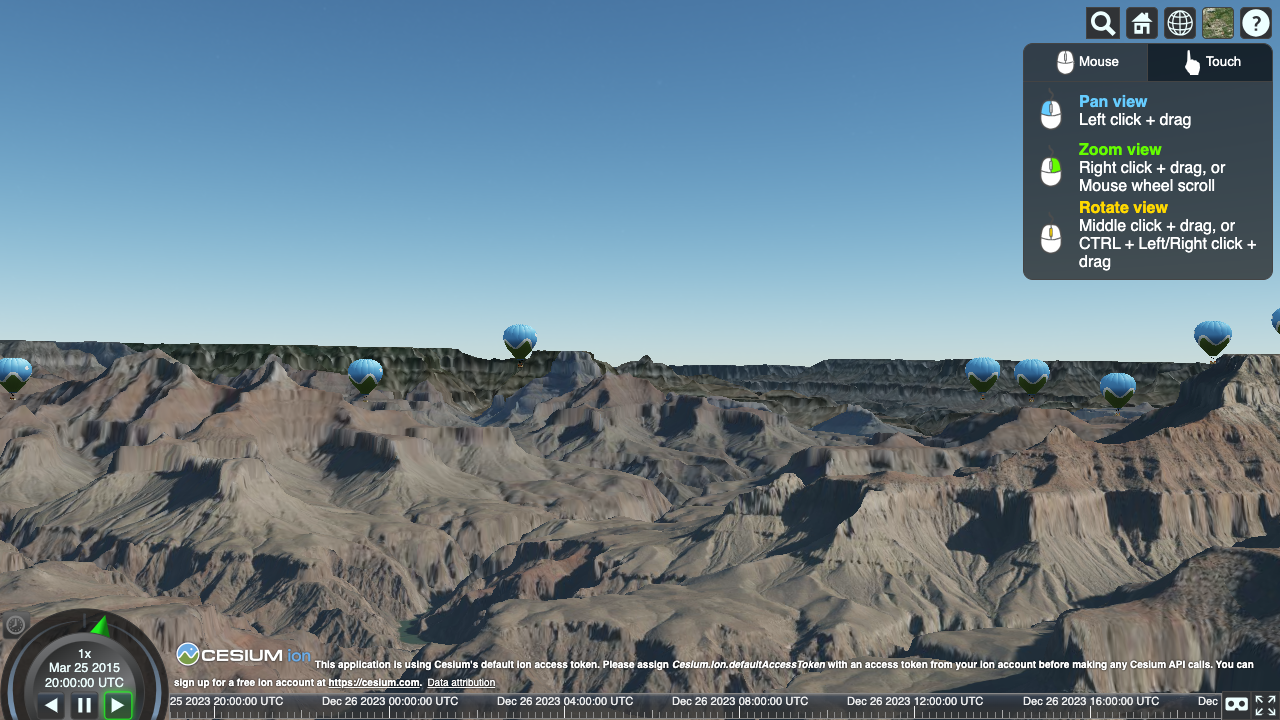 ?
Mouse
Touch
Pan view
Left click + drag
Zoom view
Right click + drag, or
Mouse wheel scroll
Rotate view
Middle click + drag, or
CTRL + Left/Right click +
drag
1x
Mar 25 2015
20:00:00 UTC
CESIUM ion This application is using Cesium's default ion access token. Please assign Cesium.Ion.defaultAccessToken with an access token from your ion account before making any Cesium API calls. You can
sign up for a free ion account at https://cesium.com. Data attribution
25 2023 20:00:00 UTC
Dec 26 2023 00:00:00 UTC
Dec 26 2023 04:00:00 UTC
Dec 26 2023 08:00:00 UTC
Dec 26 2023 12:00:00 UTC
Dec 26 2023 16:00:00 UTC
Dec